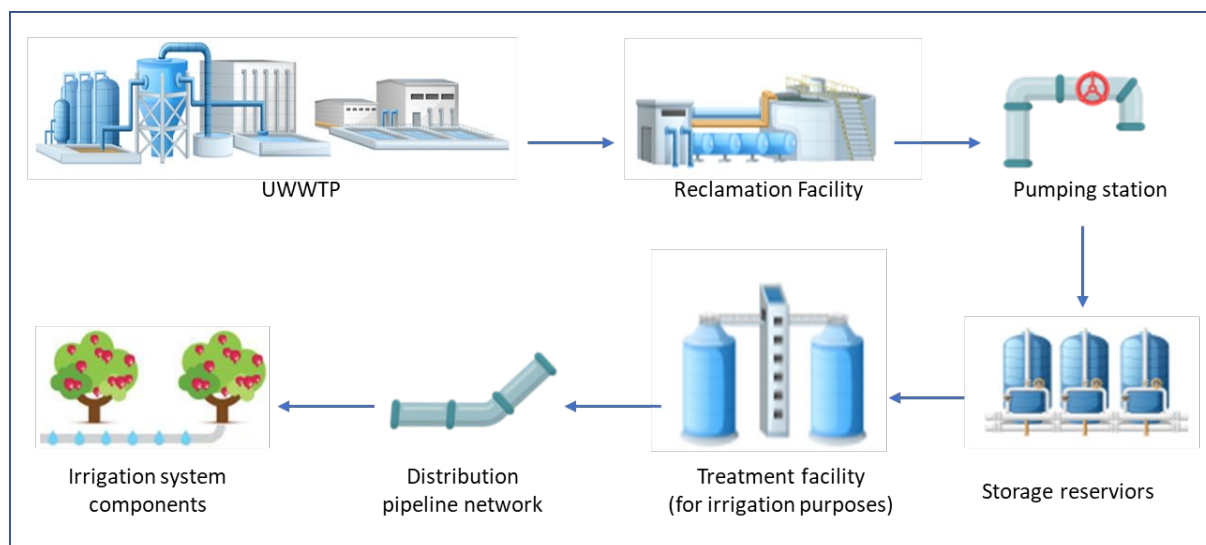 UWWTP
Reclamation Facility
Pumping station
Storage reserviors
Treatment facility
(for irrigation purposes)
Distribution
pipeline network
Irrigation system
components